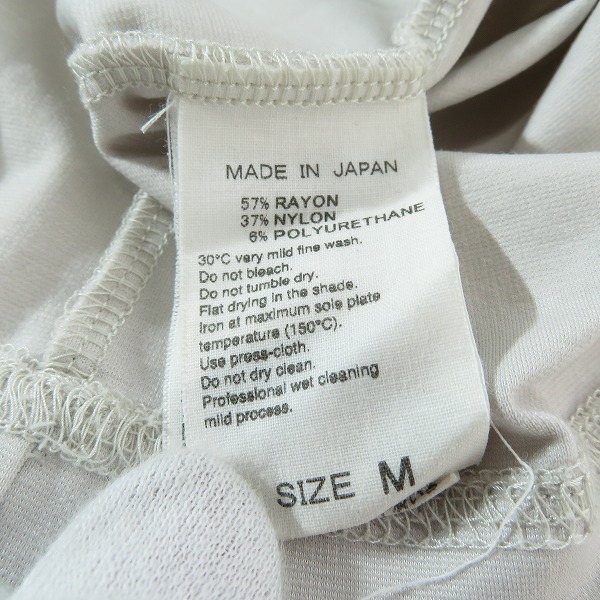 MADE IN JAPAN
57% RAYON
37% NYLON
6% POLYURETHANE
30°C very mild fine wash.
Do not bleach.
Do not tumble dry.
Flat drying in the shade.
Iron at maximum sole plate
temperature (150°C).
Use press-cloth.
Do not dry clean.
Professional wet cleaning
mild process.
SIZE M